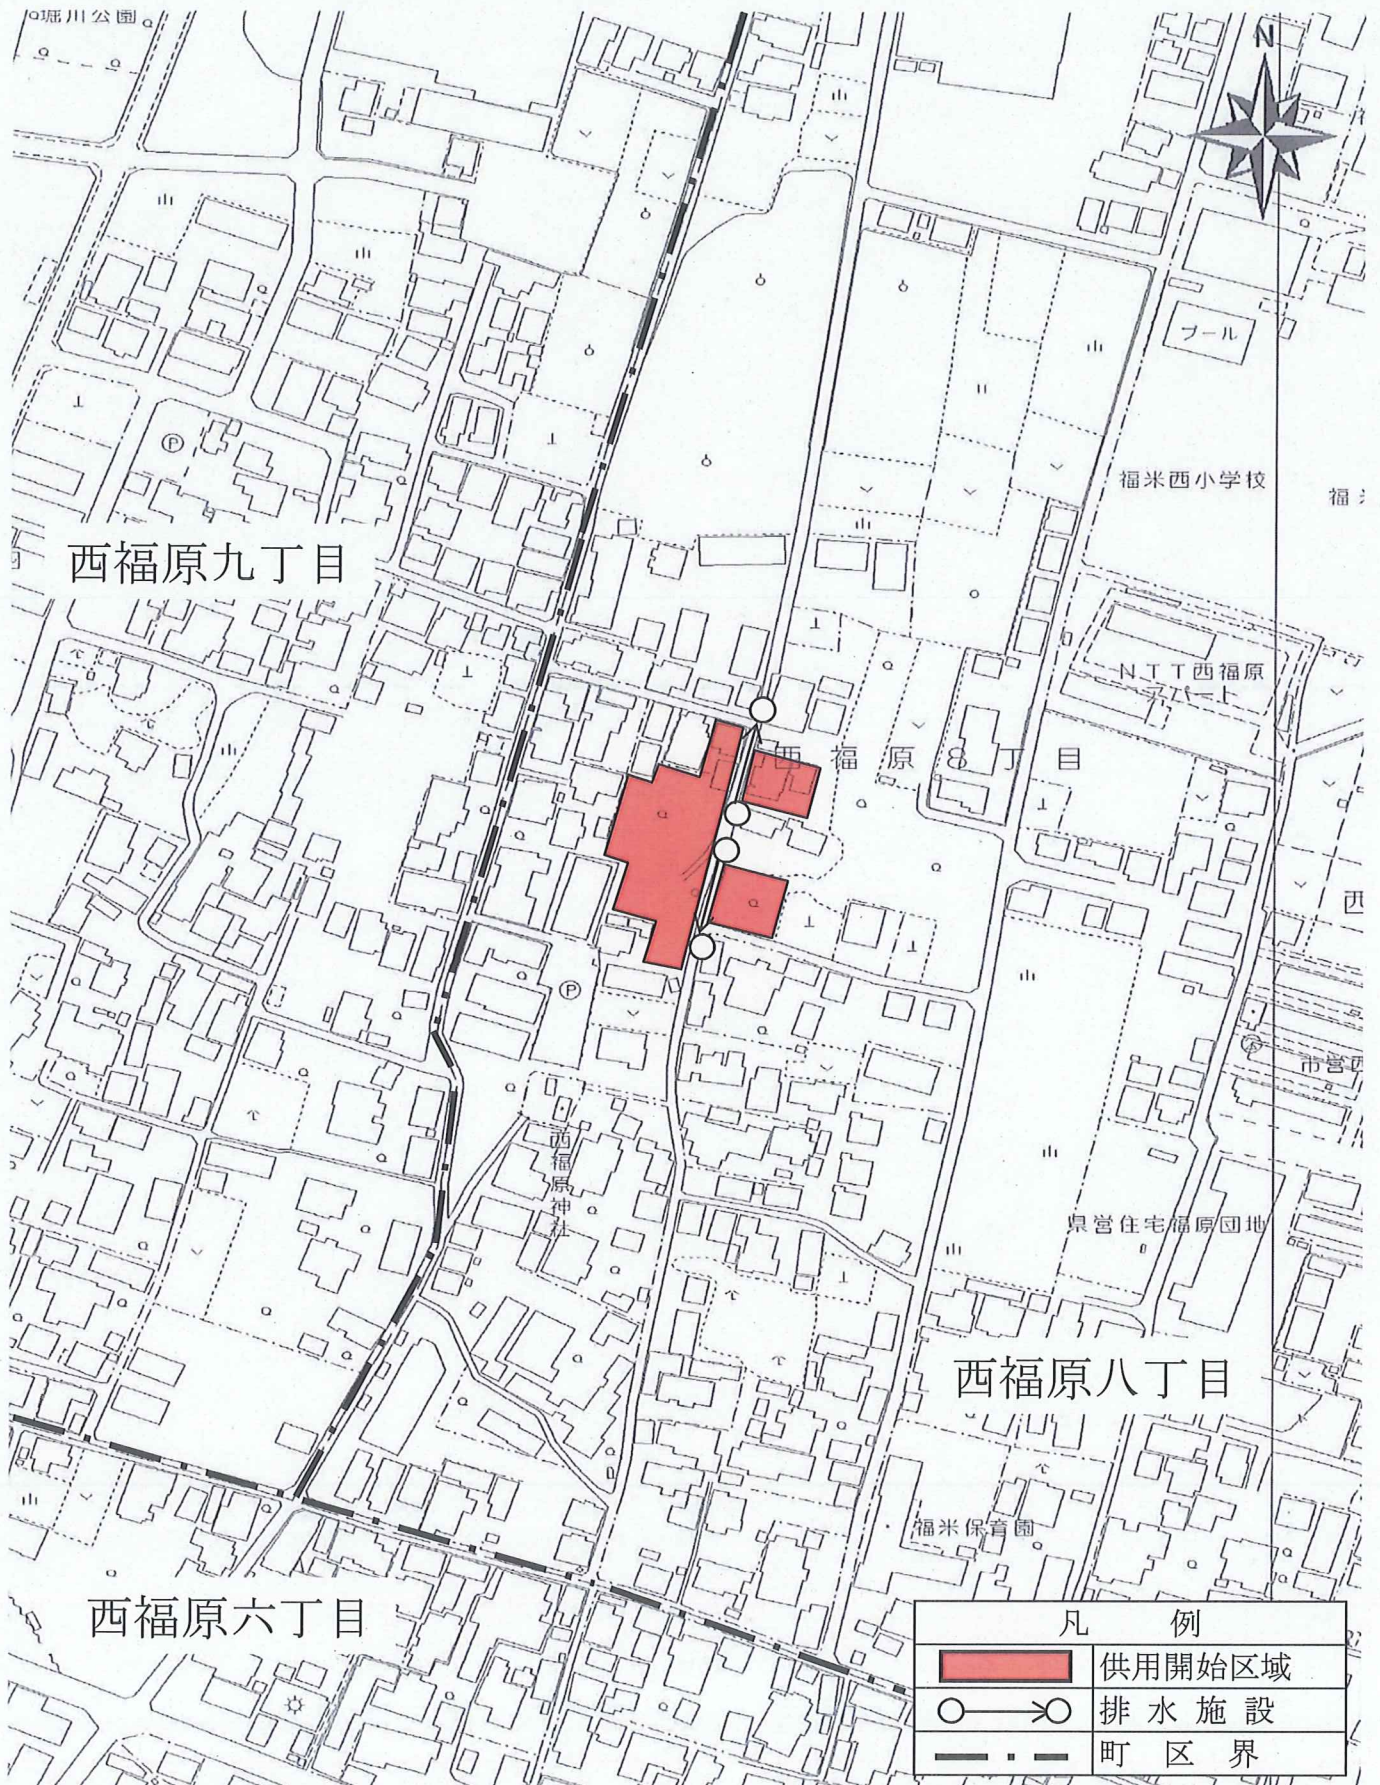 堀川公園
N
プール
福米西小学校
福
西福原九丁目
NTT西福原
アパート
西福原8丁目
P
西
P
市営西
西福原神社
県営住宅福原団地
西福原八丁目
福米保育園
西福原六丁目
凡例
供用開始区域
排水施設
町区界